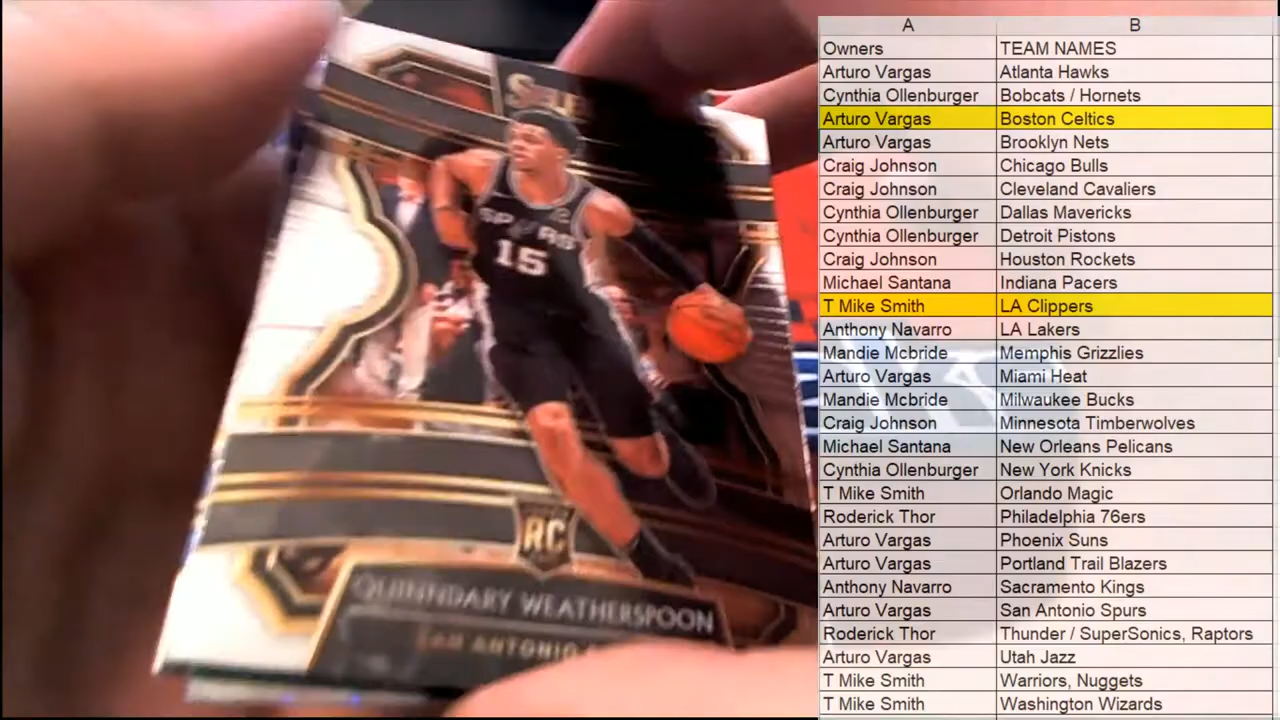 SPURS
15
RC
QUINNDARY WEATHERSPOON
SAN ANTONIO
A B
Owners TEAM NAMES
Arturo Vargas Atlanta Hawks
Cynthia Ollenburger Bobcats / Hornets
Arturo Vargas Boston Celtics
Arturo Vargas Brooklyn Nets
Craig Johnson Chicago Bulls
Craig Johnson Cleveland Cavaliers
Cynthia Ollenburger Dallas Mavericks
Cynthia Ollenburger Detroit Pistons
Craig Johnson Houston Rockets
Michael Santana Indiana Pacers
T Mike Smith LA Clippers
Anthony Navarro LA Lakers
Mandie Mcbride Memphis Grizzlies
Arturo Vargas Miami Heat
Mandie Mcbride Milwaukee Bucks
Craig Johnson Minnesota Timberwolves
Michael Santana New Orleans Pelicans
Cynthia Ollenburger New York Knicks
T Mike Smith Orlando Magic
Roderick Thor Philadelphia 76ers
Arturo Vargas Phoenix Suns
Arturo Vargas Portland Trail Blazers
Anthony Navarro Sacramento Kings
Arturo Vargas San Antonio Spurs
Roderick Thor Thunder / SuperSonics, Raptors
Arturo Vargas Utah Jazz
T Mike Smith Warriors, Nuggets
T Mike Smith Washington Wizards